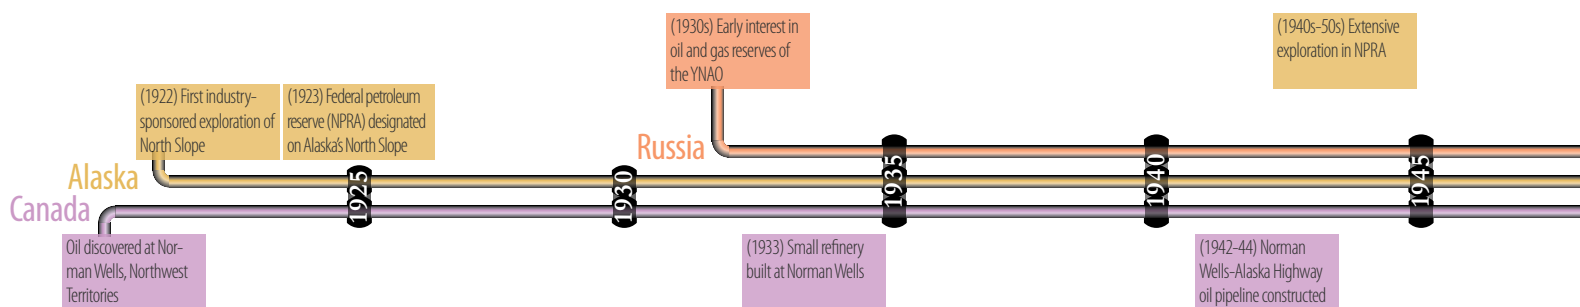 (1930s) Early interest in
oil and gas reserves of
the YNAO
(1940s-50s) Extensive
exploration in NPRA
(1922) First industry-
sponsored exploration of
North Slope
(1923) Federal petroleum
reserve (NPRA) designated
on Alaska's North Slope
Russia
Alaska
Canada
1925
1930
1935
1940
1945
Oil discovered at Nor-
man Wells, Northwest
Territories
(1933) Small refinery
built at Norman Wells
(1942-44) Norman
Wells-Alaska Highway
oil pipeline constructed